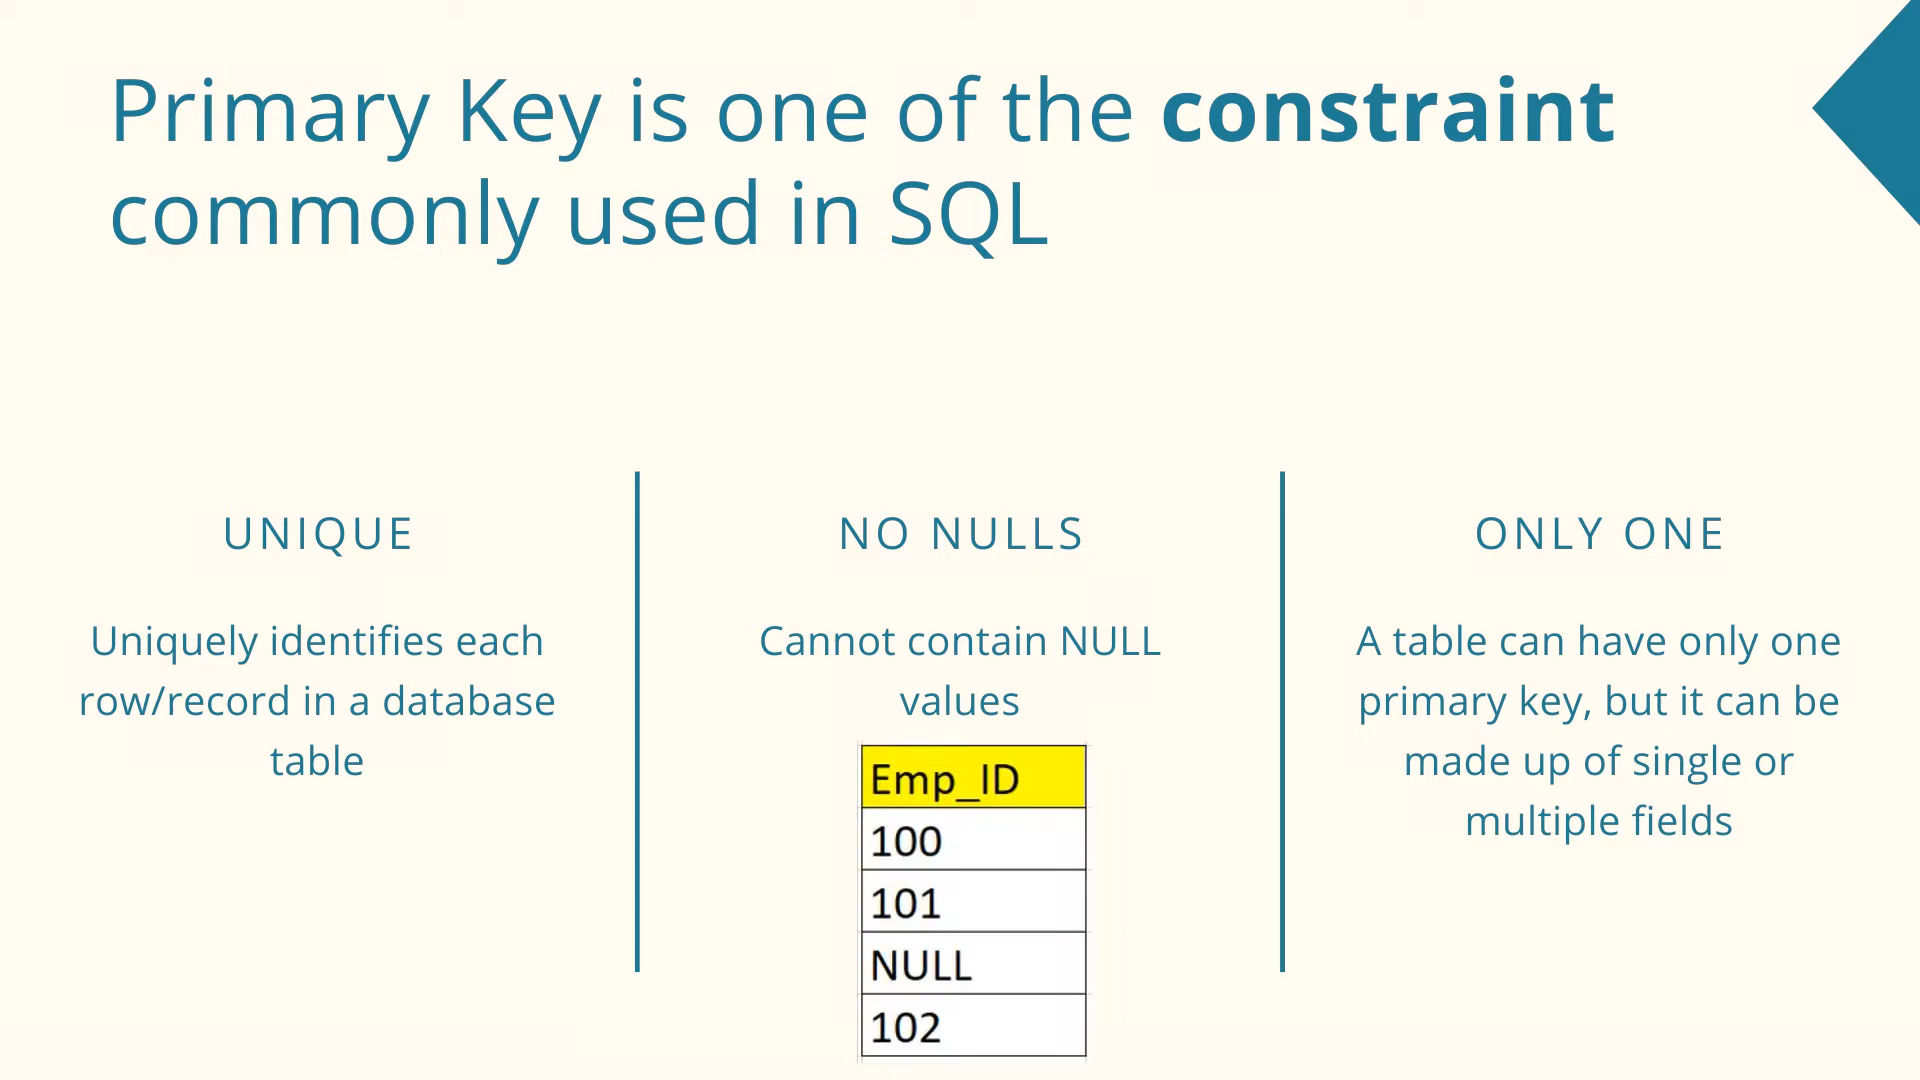 Primary Key is one of the constraint
commonly used in SQL
UNIQUE
Uniquely identifies each
row/record in a database
table
NO NULLS
Cannot contain NULL
values
Emp_ID
100
101
NULL
102
ONLY ONE
A table can have only one
primary key, but it can be
made up of single or
multiple fields